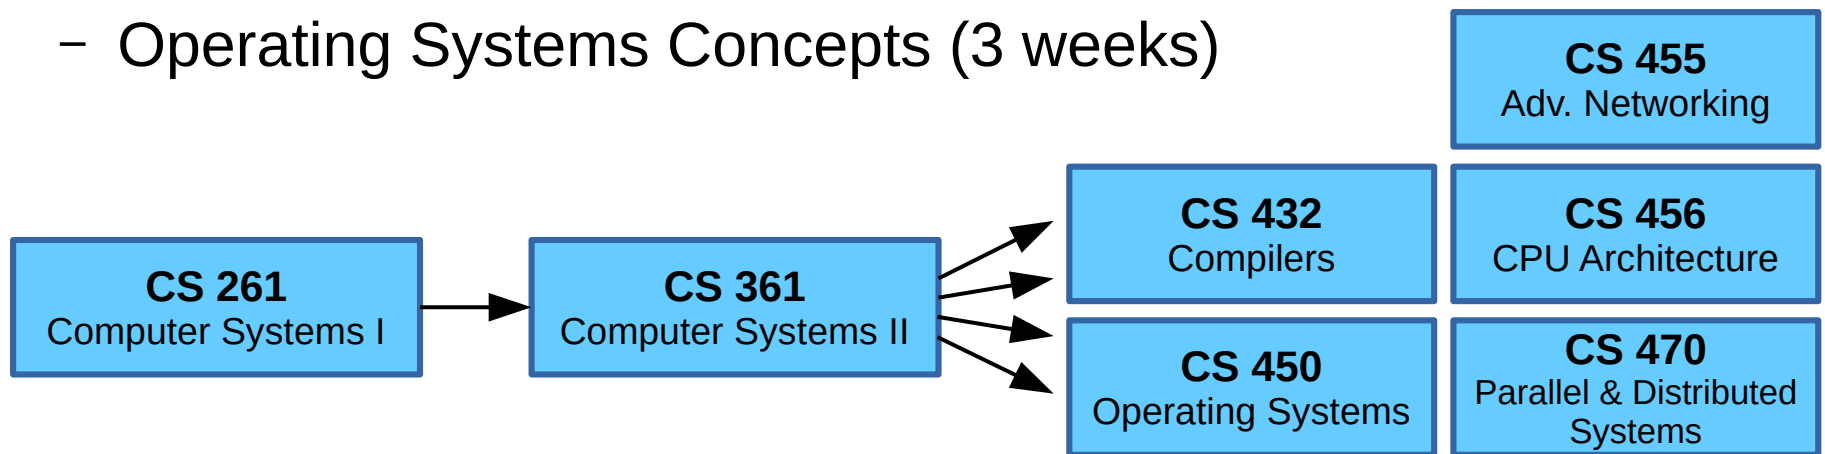 – Operating Systems Concepts (3 weeks)
CS 455
Adv. Networking
CS 432
Compilers
CS 456
CPU Architecture
CS 261
Computer Systems I
CS 361
Computer Systems II
CS 450
Operating Systems
CS 470
Parallel & Distributed
Systems